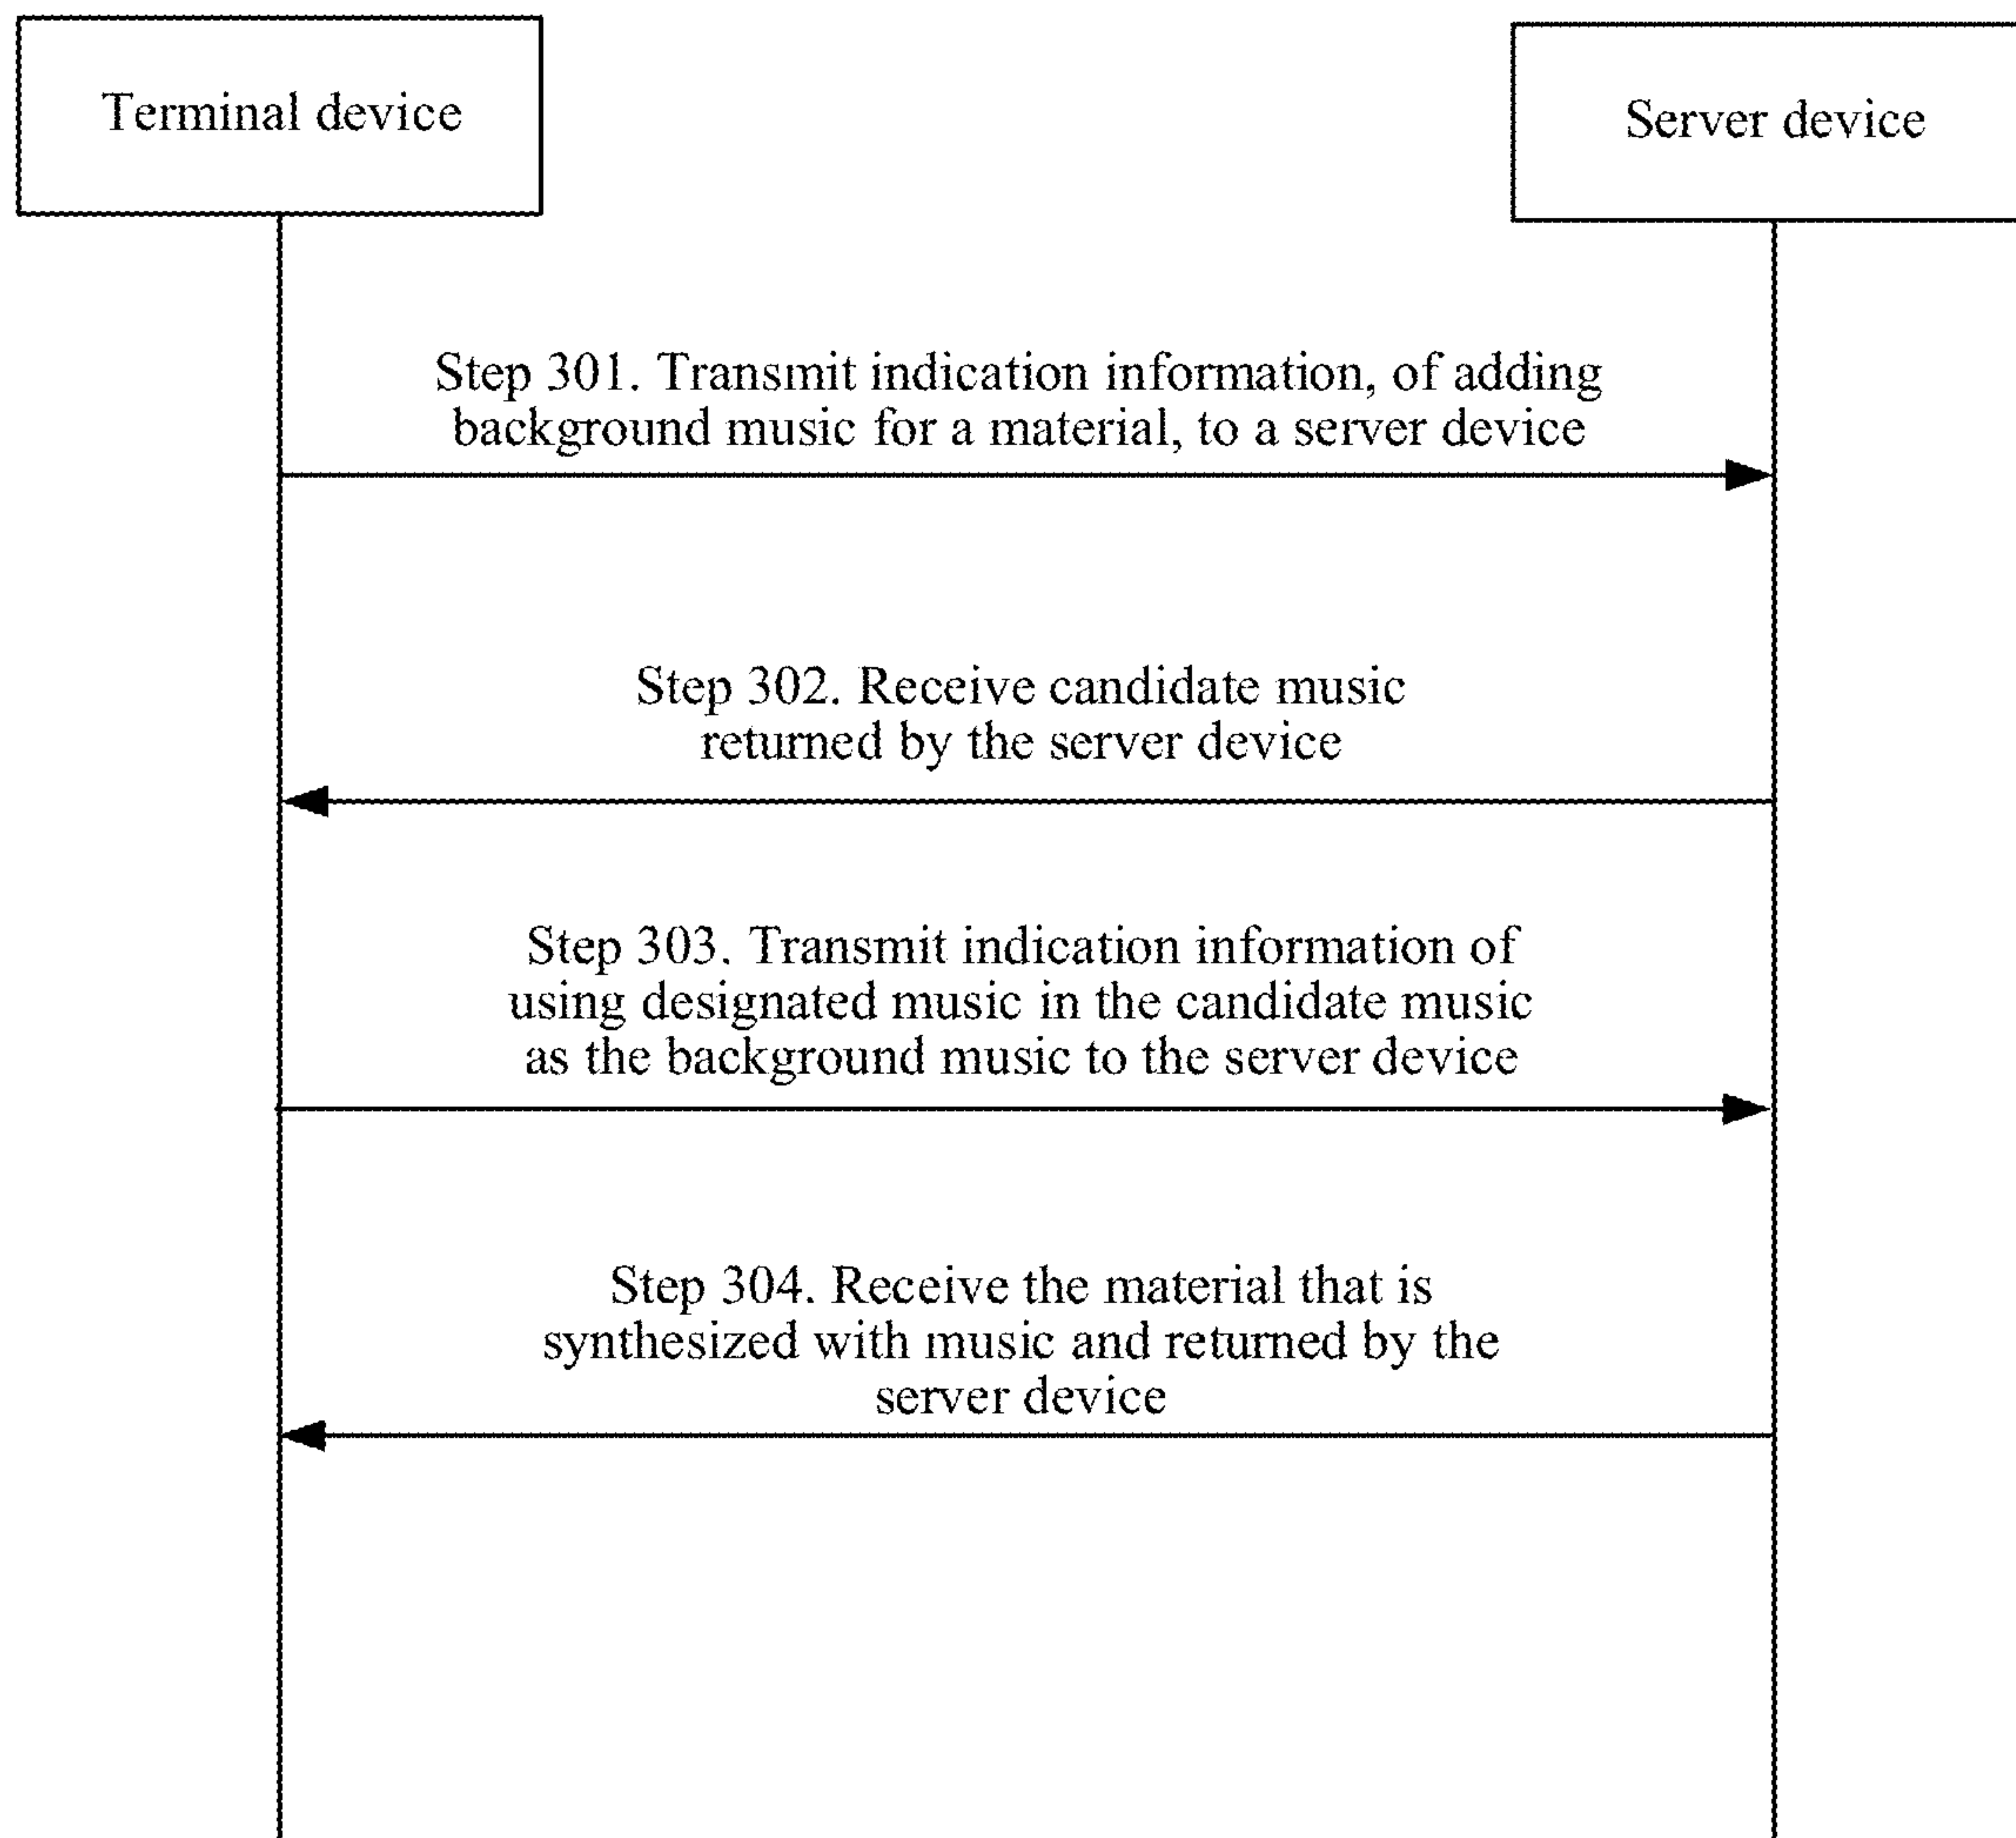 Terminal device
Server device
Step 301. Transmit indication information, of adding
background music for a material, to a server device
Step 302. Receive candidate music
returned by the server device
Step 303. Transmit indication information of
using designated music in the candidate music
as the background music to the server device
Step 304. Receive the material that is
synthesized with music and returned by the
server device